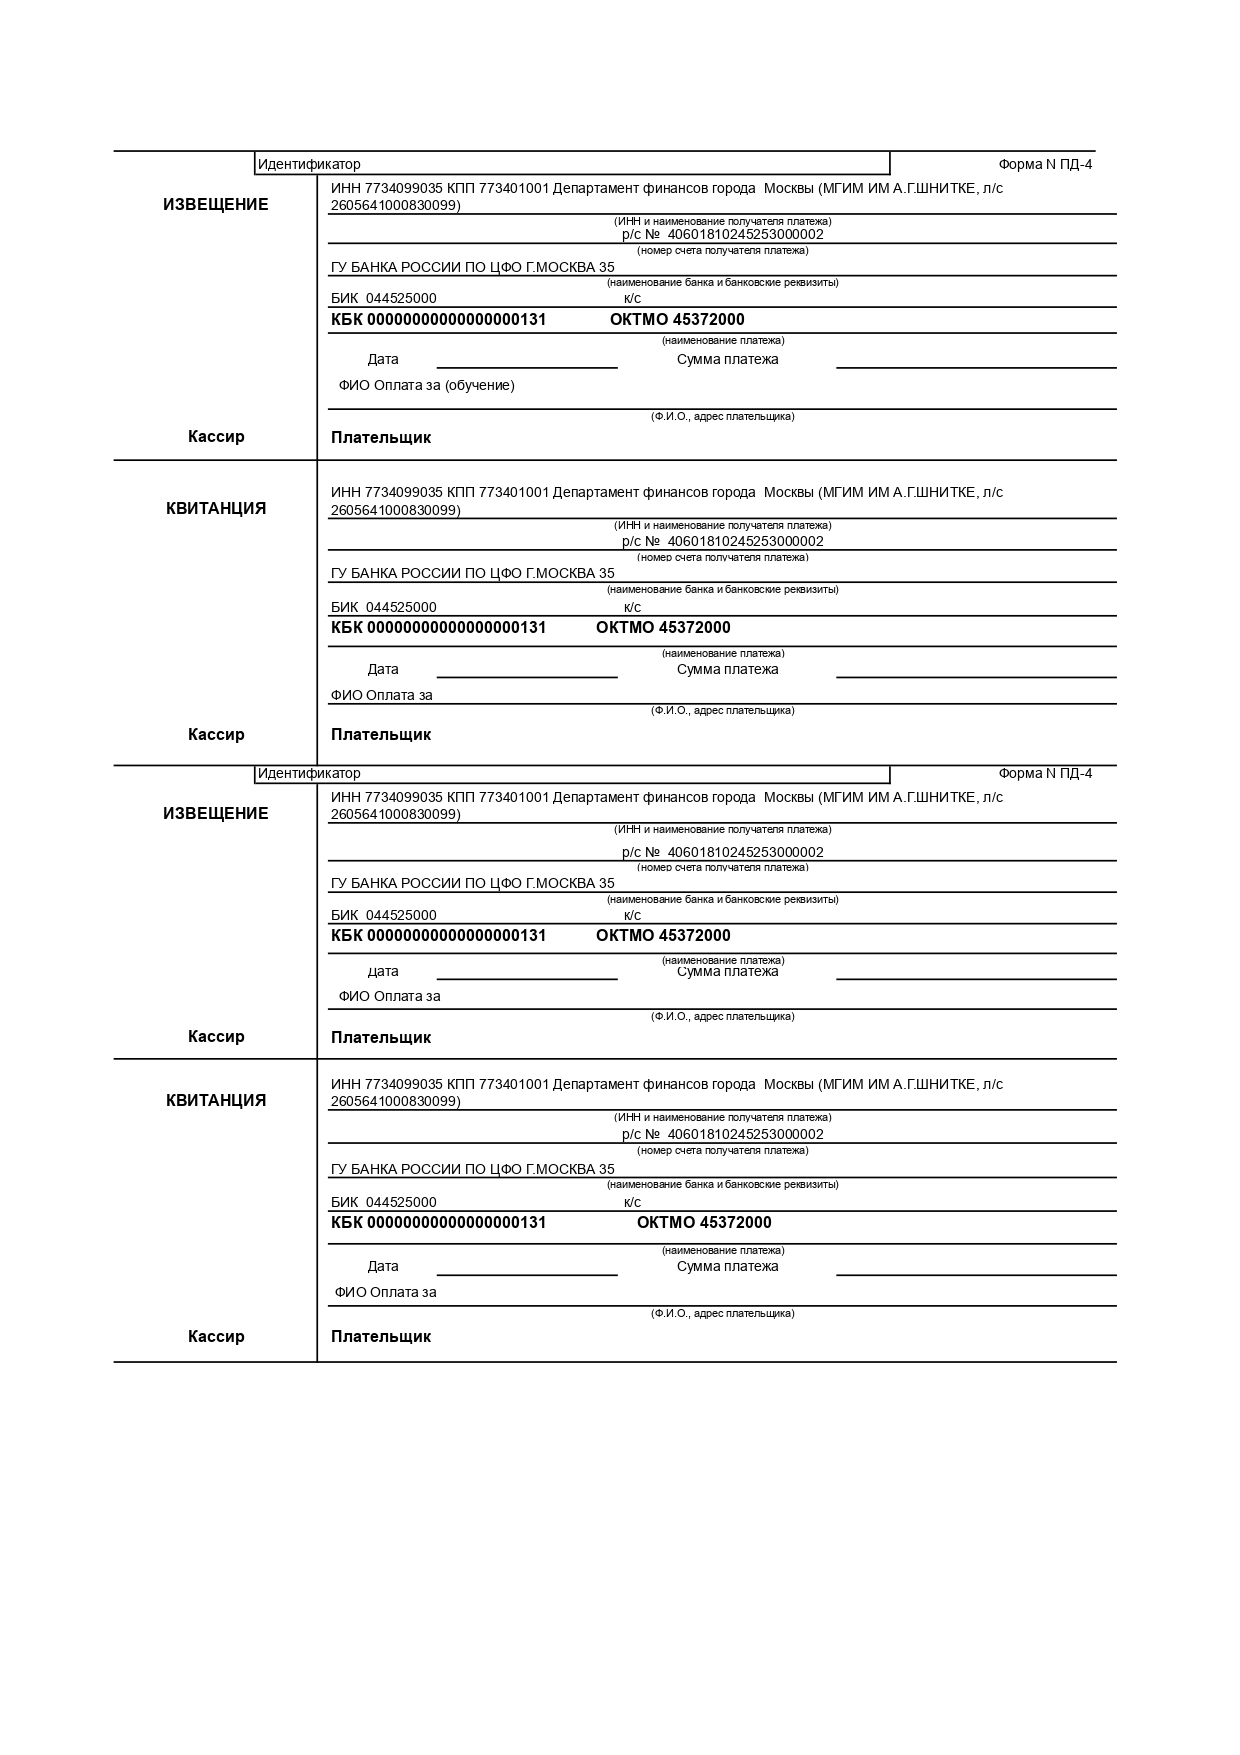 Идентификатор Форма N ПД-4
ИНН 7734099035 КПП 773401001 Департамент финансов города Москвы (МГИМ ИМ А.Г.ШНИТКЕ, л/с
ИЗВЕЩЕНИЕ 2605641000830099)
(ИНН и наименование получателя платежа)
р/с № 40601810245253000002
(номер счета получателя платежа)
ГУ БАНКА РОССИИ ПО ЦФО Г.МОСКВА 35
(наименование банка и банковские реквизиты)
БИК 044525000 к/с
КБК 00000000000000000131 ОКТМО 45372000
(наименование платежа)
Дата Сумма платежа
ФИО Оплата за (обучение)
(Ф.И.О., адрес плательщика)
Кассир Плательщик
ИНН 7734099035 КПП 773401001 Департамент финансов города Москвы (МГИМ ИМ А.Г.ШНИТКЕ, л/с
КВИТАНЦИЯ 2605641000830099)
(ИНН и наименование получателя платежа)
р/с № 40601810245253000002
(номер счета получателя платежа)
ГУ БАНКА РОССИИ ПО ЦФО Г.МОСКВА 35
(наименование банка и банковские реквизиты)
БИК 044525000 к/с
КБК 00000000000000000131 ОКТМО 45372000
(наименование платежа)
Дата Сумма платежа
ФИО Оплата за
(Ф.И.О., адрес плательщика)
Кассир Плательщик
Идентификатор Форма N ПД-4
ИНН 7734099035 КПП 773401001 Департамент финансов города Москвы (МГИМ ИМ А.Г.ШНИТКЕ, л/с
ИЗВЕЩЕНИЕ 2605641000830099)
(ИНН и наименование получателя платежа)
р/с № 40601810245253000002
(номер счета получателя платежа)
ГУ БАНКА РОССИИ ПО ЦФО Г.МОСКВА 35
(наименование банка и банковские реквизиты)
БИК 044525000 к/с
КБК 00000000000000000131 ОКТМО 45372000
(наименование платежа)
Дата Сумма платежа
ФИО Оплата за
(Ф.И.О., адрес плательщика)
Кассир Плательщик
ИНН 7734099035 КПП 773401001 Департамент финансов города Москвы (МГИМ ИМ А.Г.ШНИТКЕ, л/с
КВИТАНЦИЯ 2605641000830099)
(ИНН и наименование получателя платежа)
р/с № 40601810245253000002
(номер счета получателя платежа)
ГУ БАНКА РОССИИ ПО ЦФО Г.МОСКВА 35
(наименование банка и банковские реквизиты)
БИК 044525000 к/с
КБК 00000000000000000131 ОКТМО 45372000
(наименование платежа)
Дата Сумма платежа
ФИО Оплата за
(Ф.И.О., адрес плательщика)
Кассир Плательщик